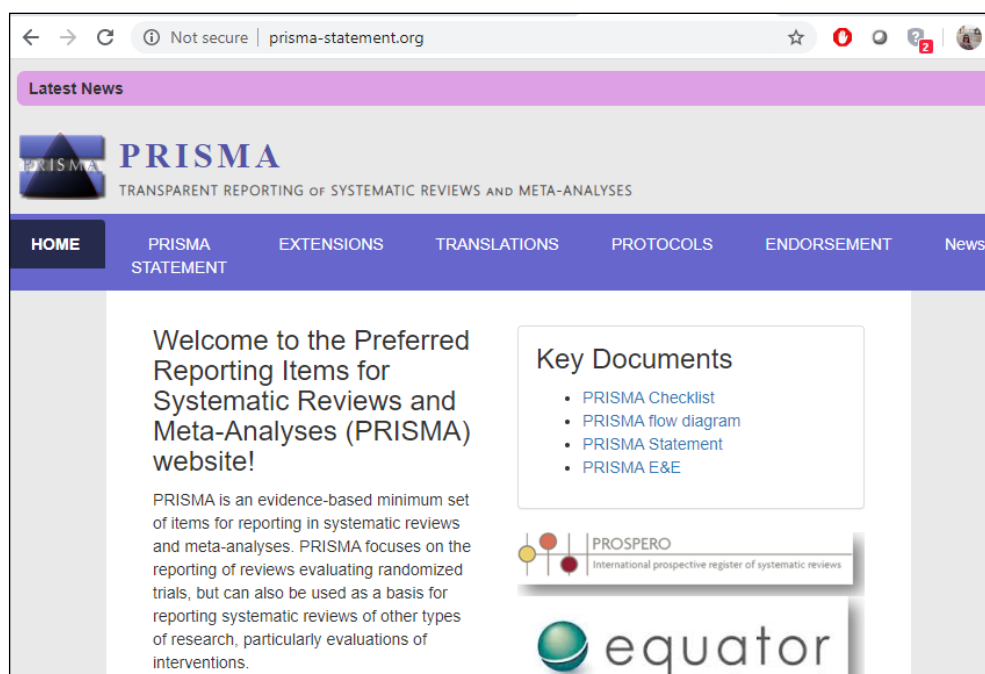 Not secure | prisma-statement.org
2
Latest News
PRISMA
PRISMA
TRANSPARENT REPORTING OF SYSTEMATIC REVIEWS AND META-ANALYSES
HOME PRISMA STATEMENT EXTENSIONS TRANSLATIONS PROTOCOLS ENDORSEMENT News
Welcome to the Preferred
Reporting Items for
Systematic Reviews and
Meta-Analyses (PRISMA)
website!
PRISMA is an evidence-based minimum set
of items for reporting in systematic reviews
and meta-analyses. PRISMA focuses on the
reporting of reviews evaluating randomized
trials, but can also be used as a basis for
reporting systematic reviews of other types
of research, particularly evaluations of
interventions.
Key Documents
• PRISMA Checklist
• PRISMA flow diagram
• PRISMA Statement
• PRISMA E&E
PROSPERO
International prospective register of systematic reviews
equator